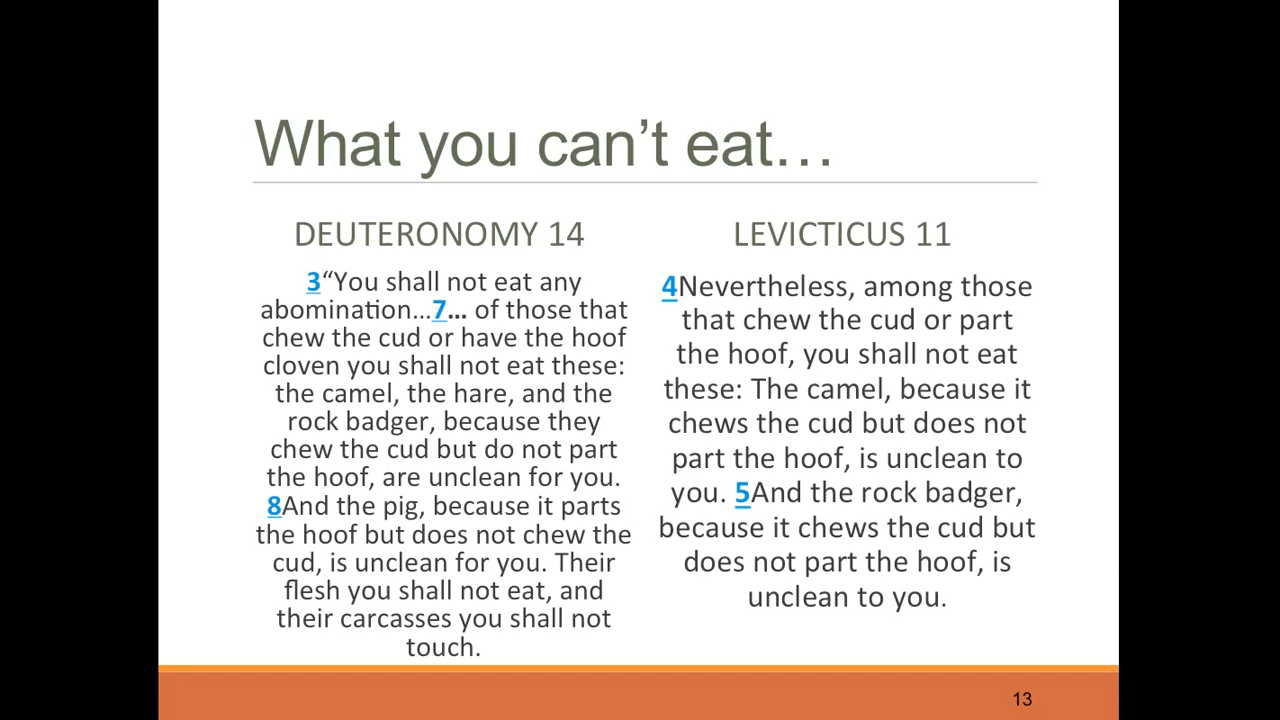 What you can’t eat…
DEUTERONOMY 14
3“You shall not eat any
abomination…7… of those that
chew the cud or have the hoof
cloven you shall not eat these:
the camel, the hare, and the
rock badger, because they
chew the cud but do not part
the hoof, are unclean for you.
8And the pig, because it parts
the hoof but does not chew the
cud, is unclean for you. Their
flesh you shall not eat, and
their carcasses you shall not
touch.
LEVICTICUS 11
4Nevertheless, among those
that chew the cud or part
the hoof, you shall not eat
these: The camel, because it
chews the cud but does not
part the hoof, is unclean to
you. 5And the rock badger,
because it chews the cud but
does not part the hoof, is
unclean to you.
13